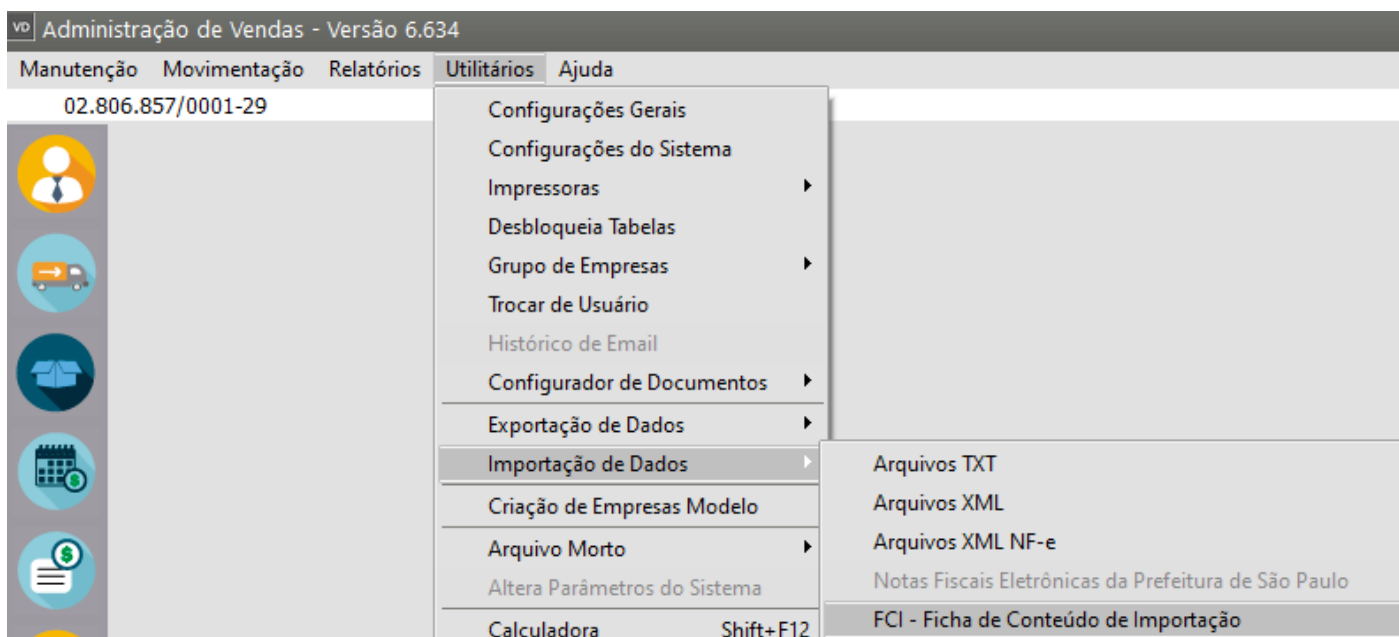 VD Administração de Vendas - Versão 6.634
Manutenção Movimentação Relatórios Utilitários Ajuda
02.806.857/0001-29
Configurações Gerais
Configurações do Sistema
Impressoras
Desbloqueia Tabelas
Grupo de Empresas
Trocar de Usuário
Histórico de Email
Configurador de Documentos
Exportação de Dados
Importação de Dados
Arquivos TXT
Arquivos XML
Arquivos XML NF-e
Notas Fiscais Eletrônicas da Prefeitura de São Paulo
FCI - Ficha de Conteúdo de Importação
Criação de Empresas Modelo
Arquivo Morto
Altera Parâmetros do Sistema
Calculadora Shift+F12